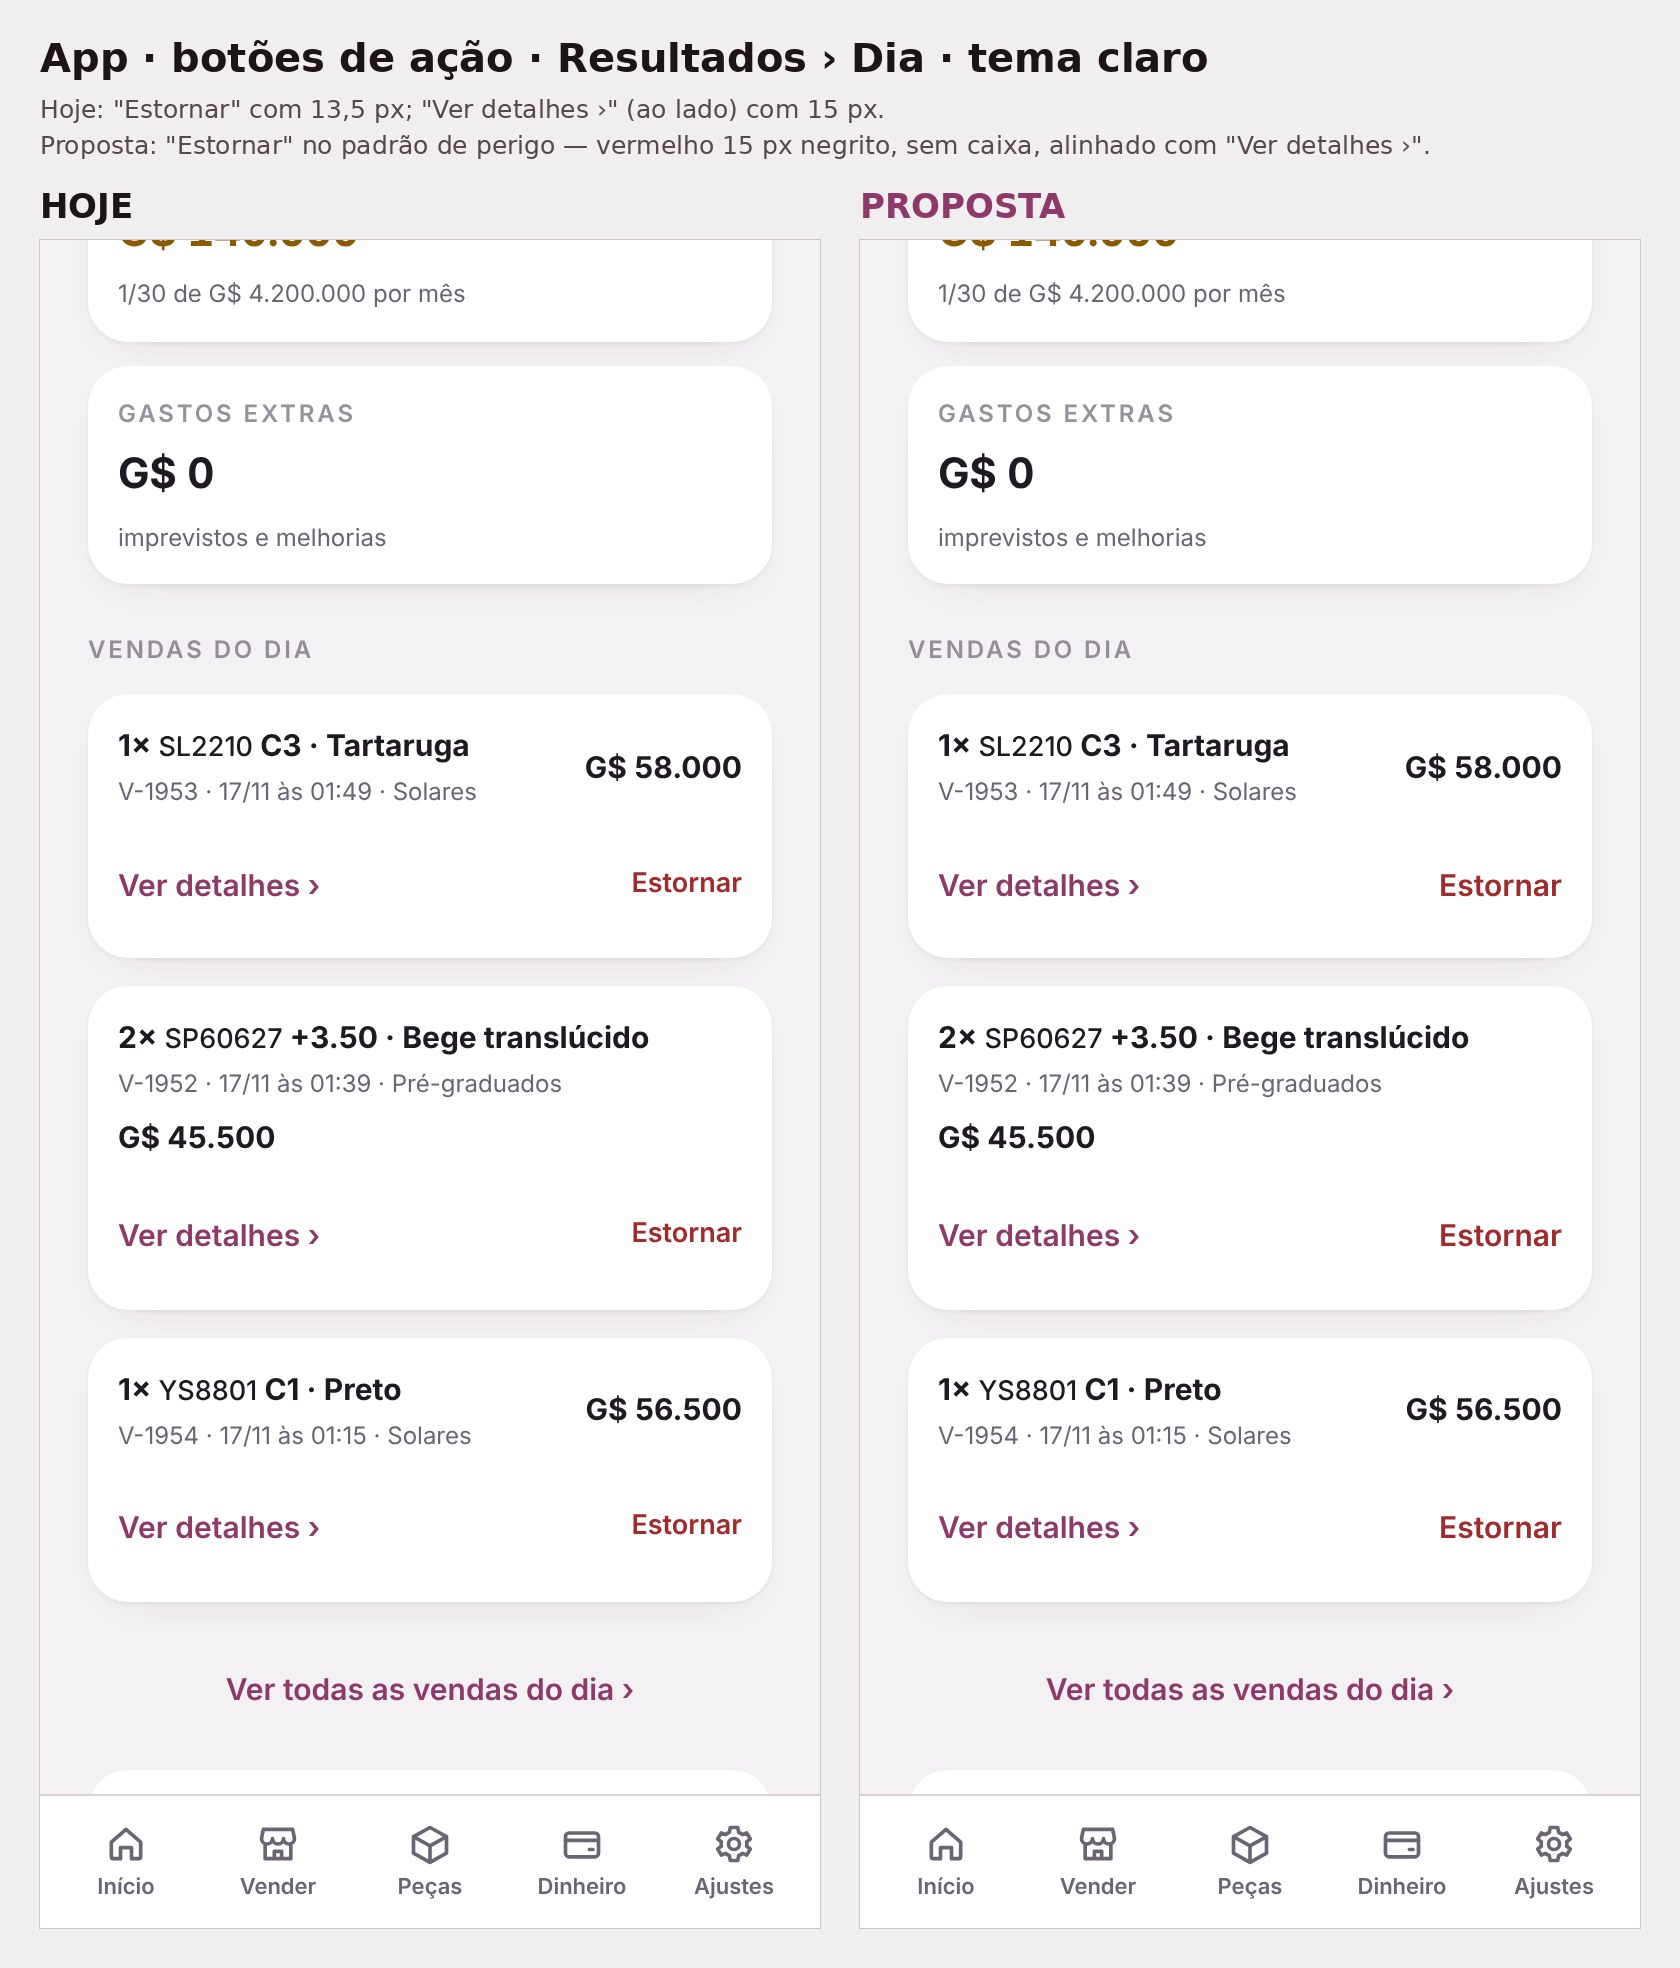 App · botões de ação · Resultados › Dia · tema claro
Hoje: "Estornar" com 13,5 px; "Ver detalhes ›" (ao lado) com 15 px.
Proposta: "Estornar" no padrão de perigo — vermelho 15 px negrito, sem caixa, alinhado com "Ver detalhes ›".
HOJE
1/30 de G$ 4.200.000 por mês
GASTOS EXTRAS
G$ 0
imprevistos e melhorias
VENDAS DO DIA
1× SL2210 C3 · Tartaruga
G$ 58.000
V-1953 · 17/11 às 01:49 · Solares
Ver detalhes ›
Estornar
2× SP60627 +3.50 · Bege translúcido
V-1952 · 17/11 às 01:39 · Pré-graduados
G$ 45.500
Ver detalhes ›
Estornar
1× YS8801 C1 · Preto
G$ 56.500
V-1954 · 17/11 às 01:15 · Solares
Ver detalhes ›
Estornar
Ver todas as vendas do dia ›
Início
Vender
Peças
Dinheiro
Ajustes
PROPOSTA
1/30 de G$ 4.200.000 por mês
GASTOS EXTRAS
G$ 0
imprevistos e melhorias
VENDAS DO DIA
1× SL2210 C3 · Tartaruga
G$ 58.000
V-1953 · 17/11 às 01:49 · Solares
Ver detalhes ›
Estornar
2× SP60627 +3.50 · Bege translúcido
V-1952 · 17/11 às 01:39 · Pré-graduados
G$ 45.500
Ver detalhes ›
Estornar
1× YS8801 C1 · Preto
G$ 56.500
V-1954 · 17/11 às 01:15 · Solares
Ver detalhes ›
Estornar
Ver todas as vendas do dia ›
Início
Vender
Peças
Dinheiro
Ajustes